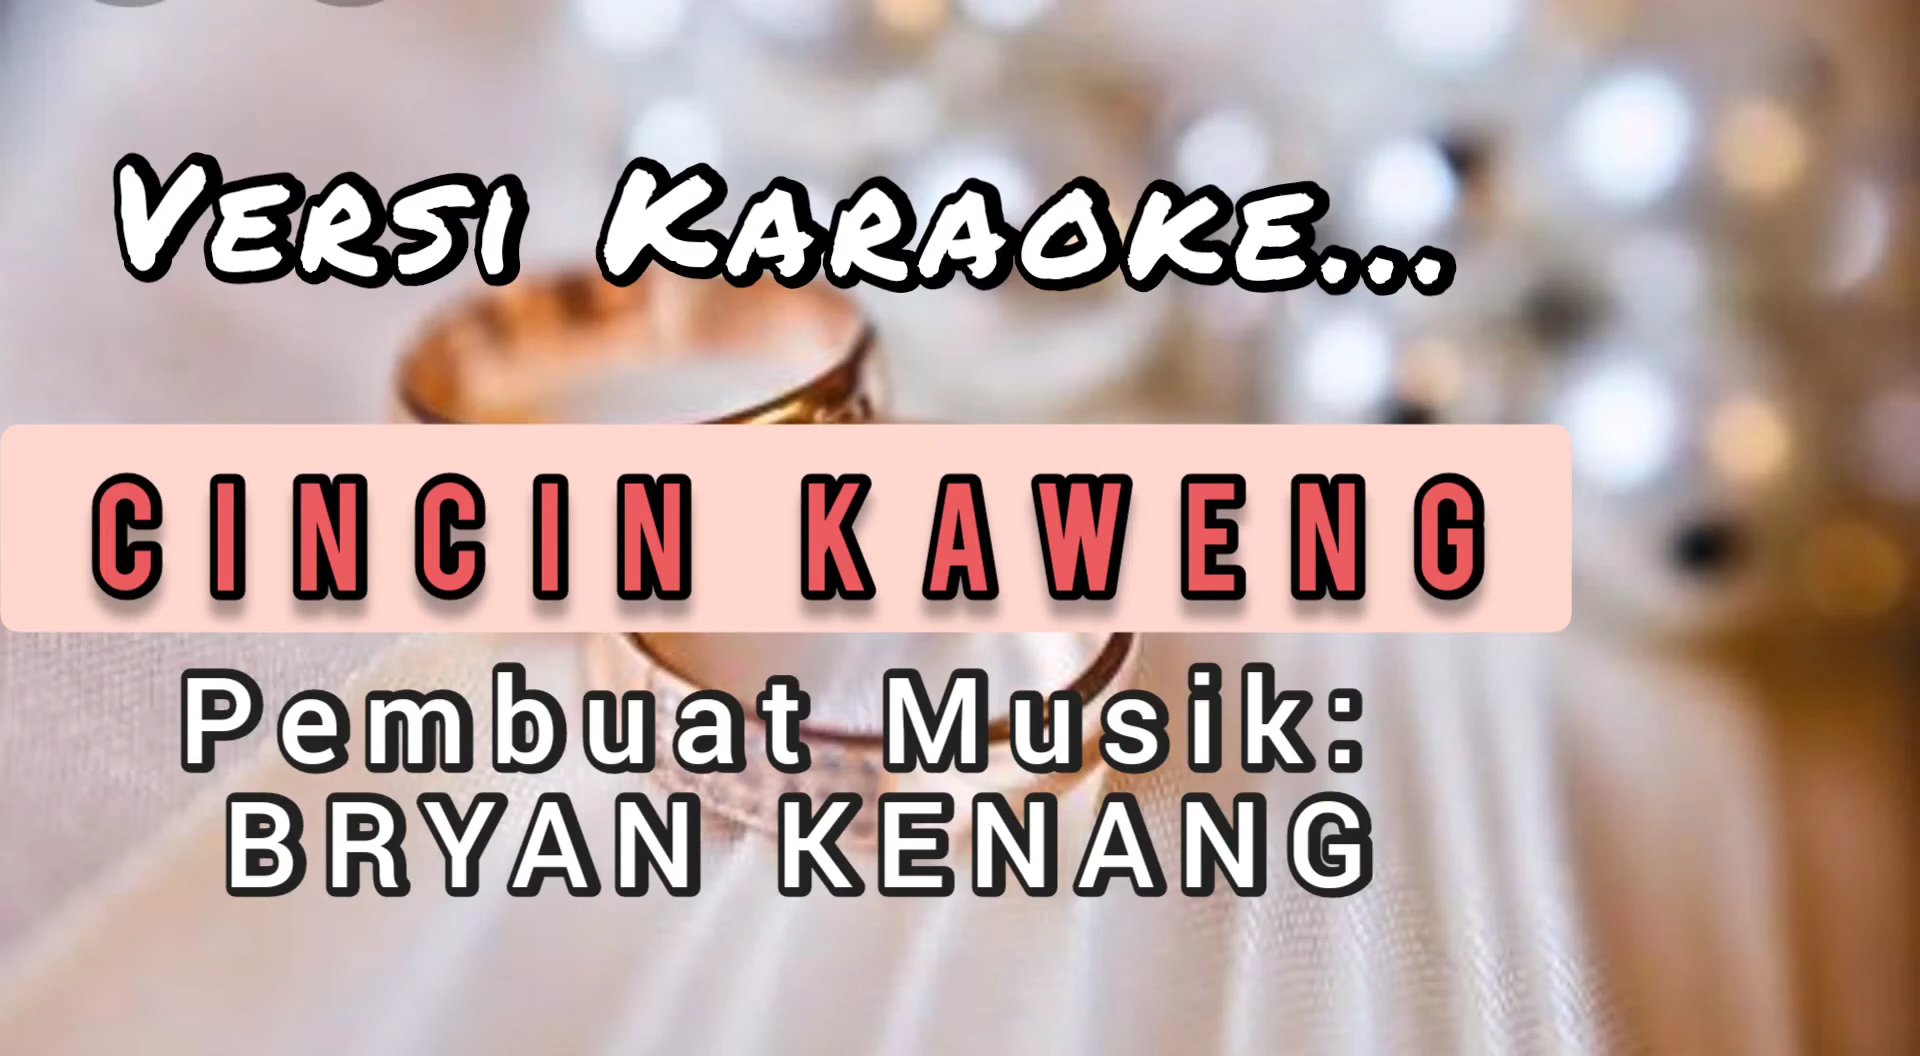 VERSI KARAOKE...
CINCIN KAWENG
Pembuat Musik:
BRYAN KENANG